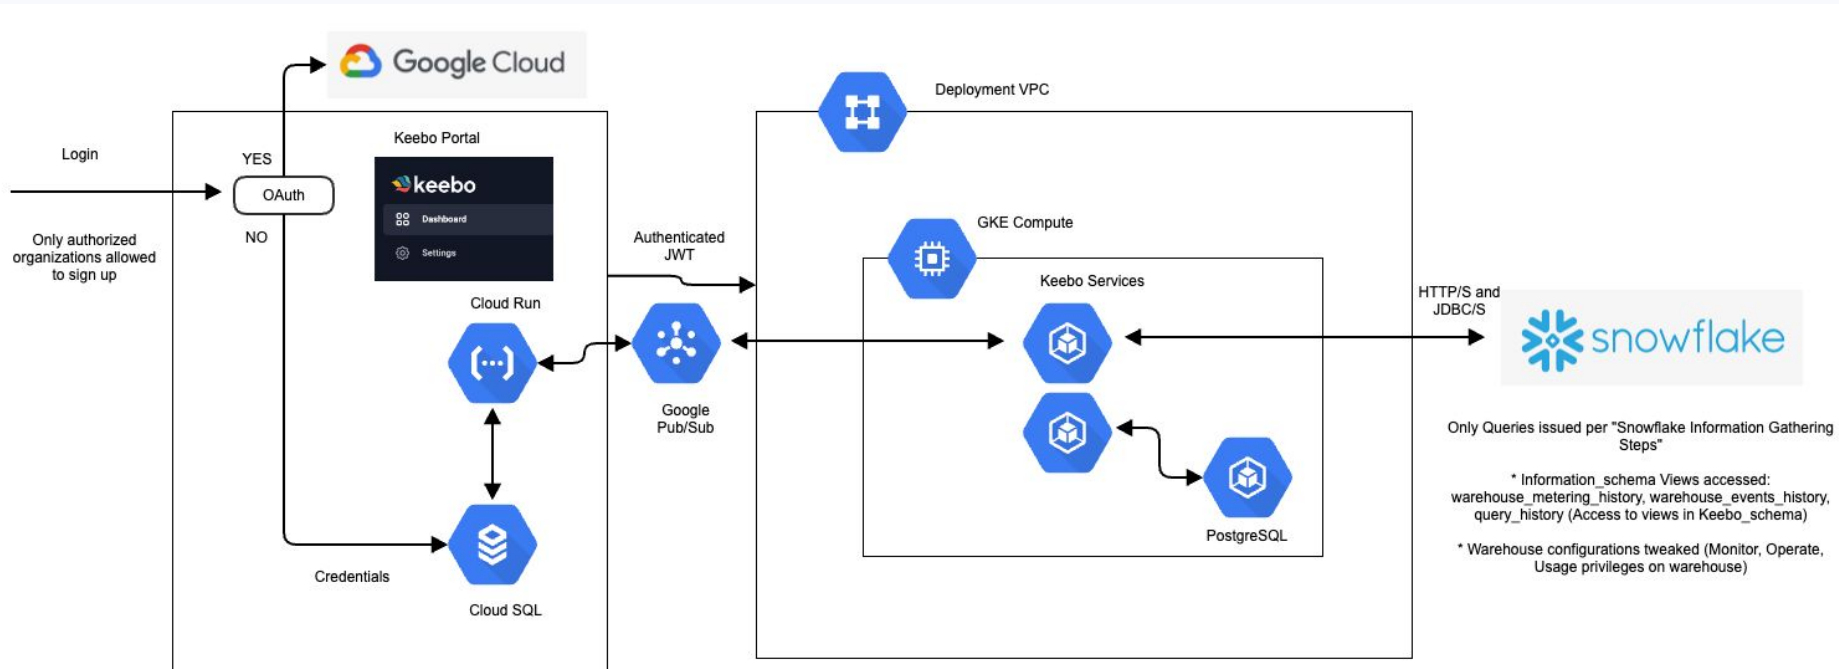 Google Cloud
Deployment VPC
Keebo Portal
Login
YES
OAuth
NO
keebo
Dashboard
Settings
Only authorized
organizations allowed
to sign up
Authenticated
JWT
GKE Compute
Keebo Services
Cloud Run
HTTP/S and
JDBC/S
snowflake
Google
Pub/Sub
Only Queries issued per "Snowflake Information Gathering
Steps"
* Information_schema Views accessed:
warehouse_metering_history, warehouse_events_history,
query_history (Access to views in Keebo_schema)
* Warehouse configurations tweaked (Monitor, Operate,
Usage privileges on warehouse)
PostgreSQL
Credentials
Cloud SQL